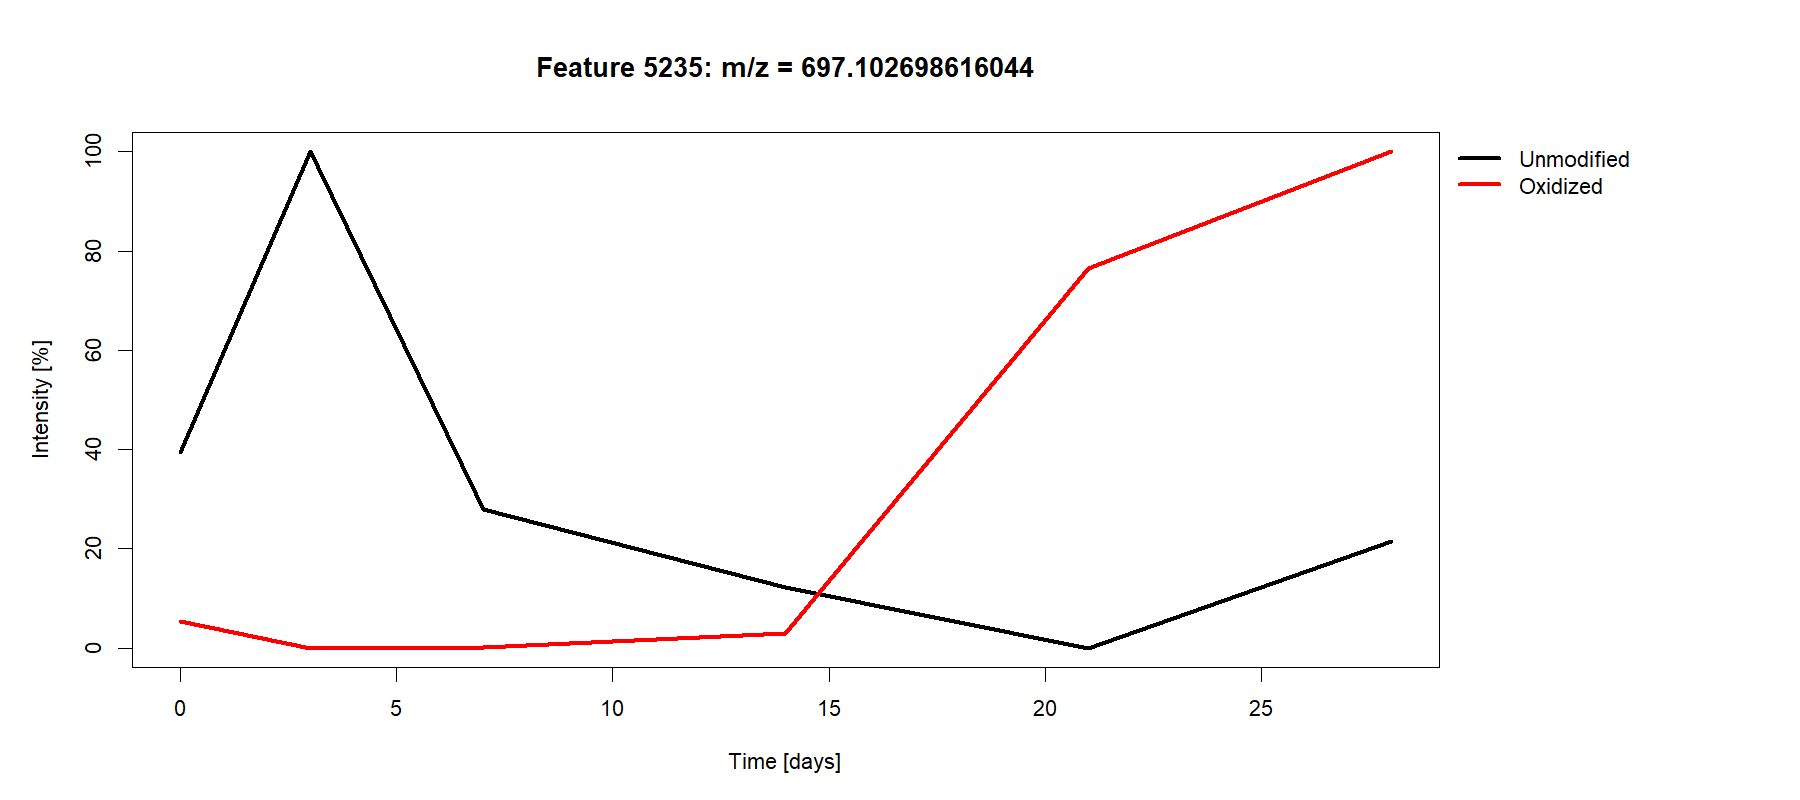 Feature 5235: m/z = 697.102698616044
Unmodified
Oxidized
Intensity [%]
100
80
60
40
20
0
0 5 10 15 20 25
Time [days]